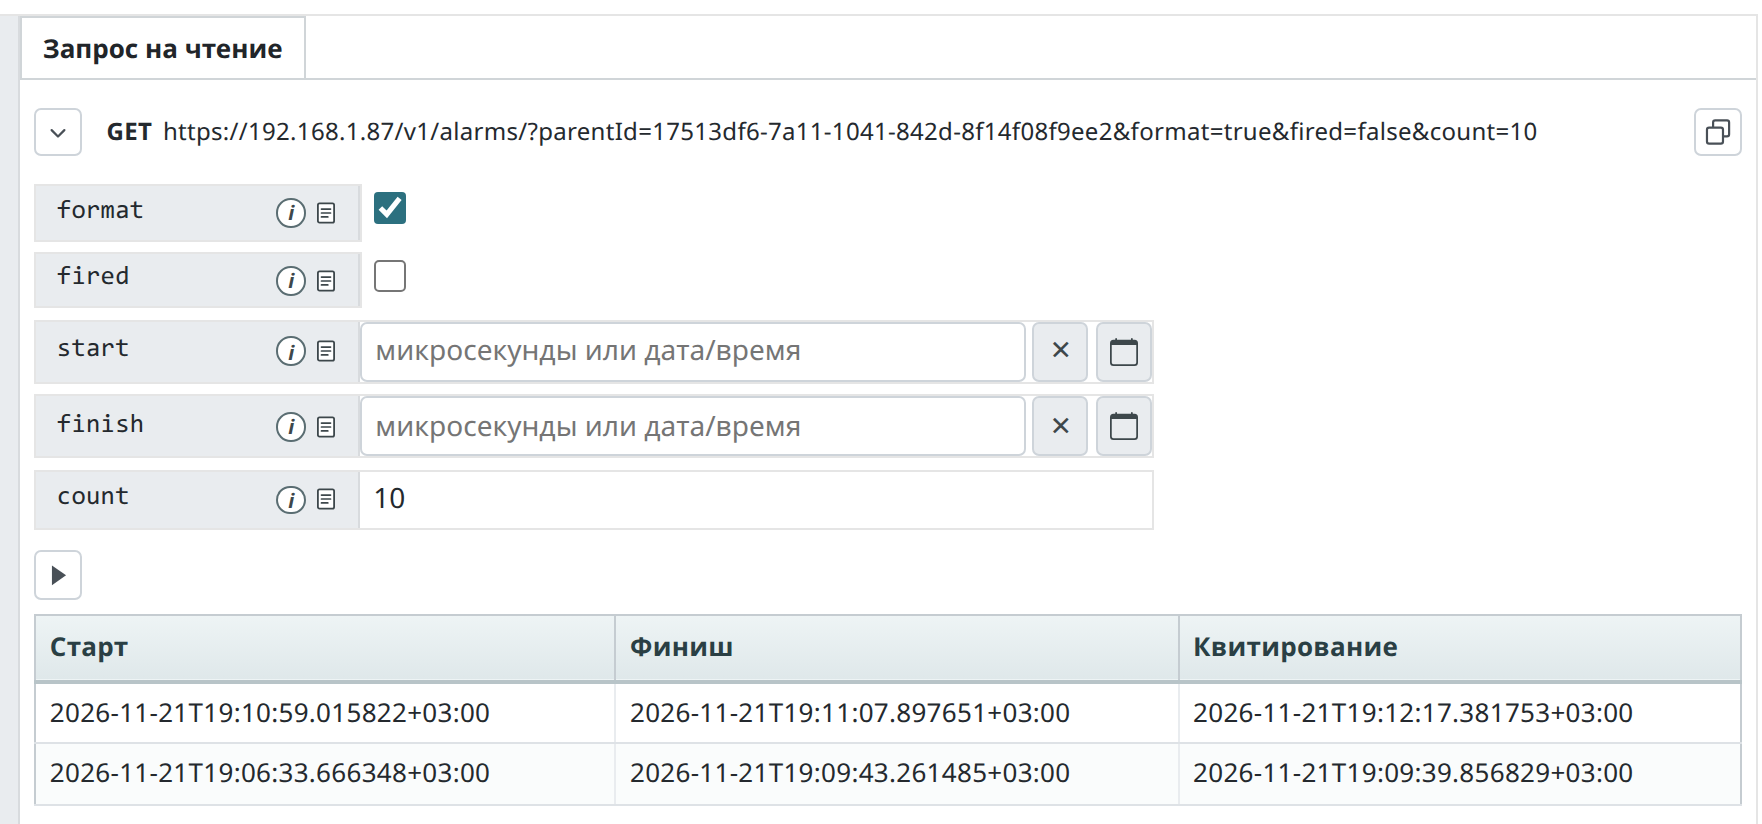 Запрос на чтение
GET https://192.168.1.87/v1/alarms/?parentId=17513df6-7a11-1041-842d-8f14f08f9ee2&format=true&fired=false&count=10
format
fired
start микросекунды или дата/время
finish микросекунды или дата/время
count 10
Старт Финиш Квитирование
2026-11-21T19:10:59.015822+03:00 2026-11-21T19:11:07.897651+03:00 2026-11-21T19:12:17.381753+03:00
2026-11-21T19:06:33.666348+03:00 2026-11-21T19:09:43.261485+03:00 2026-11-21T19:09:39.856829+03:00